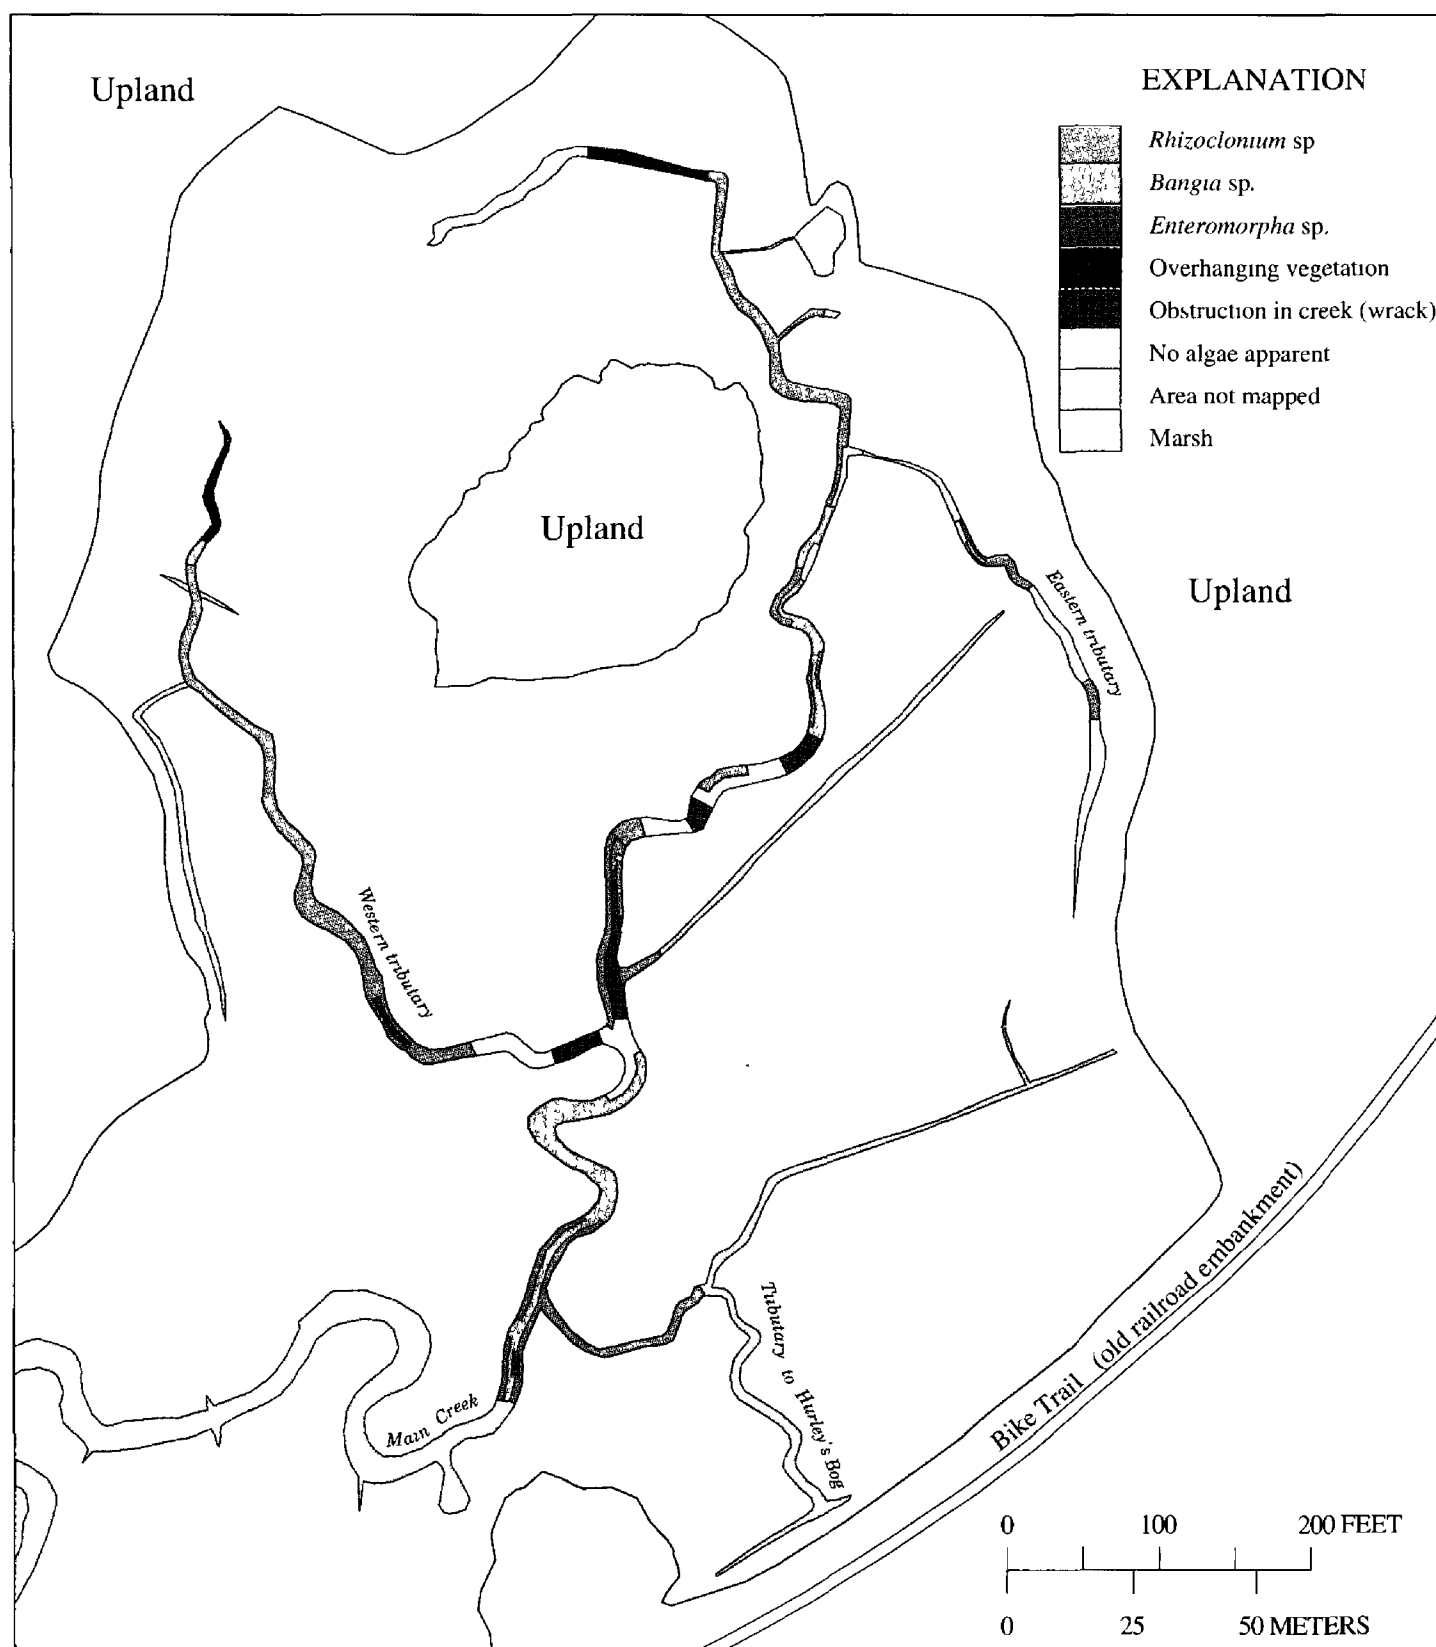 Upland
EXPLANATION
Rhizoclonium sp
Bangia sp.
Enteromorpha sp.
Overhanging vegetation
Obstruction in creek (wrack)
No algae apparent
Area not mapped
Marsh
Upland
Upland
Eastern tributary
Western tributary
Main Creek
Tributary to Hurley's Bog
Bike Trail (old railroad embankment)
0 100 200 FEET
0 25 50 METERS